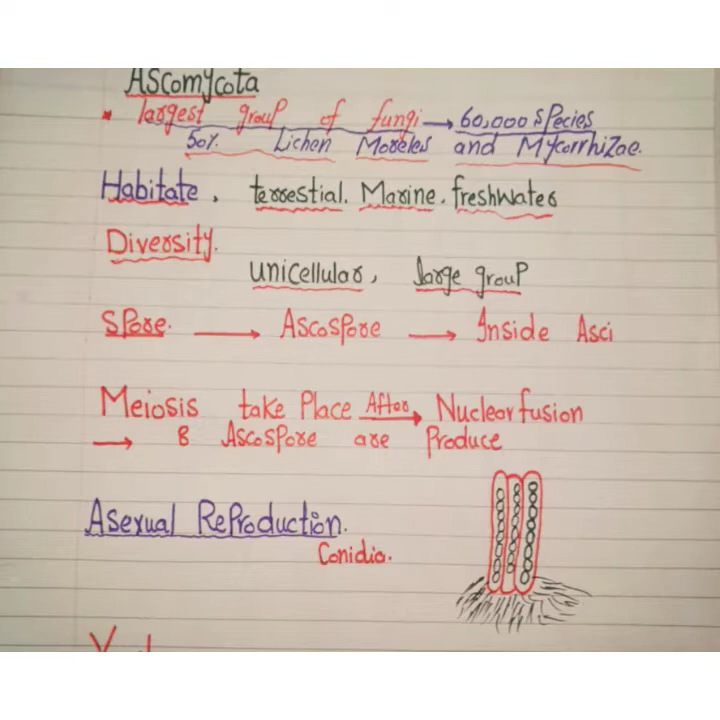 Ascomycota
* largest group of fungi → 60,000 species
50% Lichen Moreles and Mycorrhizae.
Habitate, terrestial. Marine. freshwater
Diversity.
unicellular, large group
Spore. → Ascospore → Inside Asci
Meiosis take Place After → Nuclear fusion
→ 8 Ascospore are Produce
Asexual Reproduction.
Conidia.